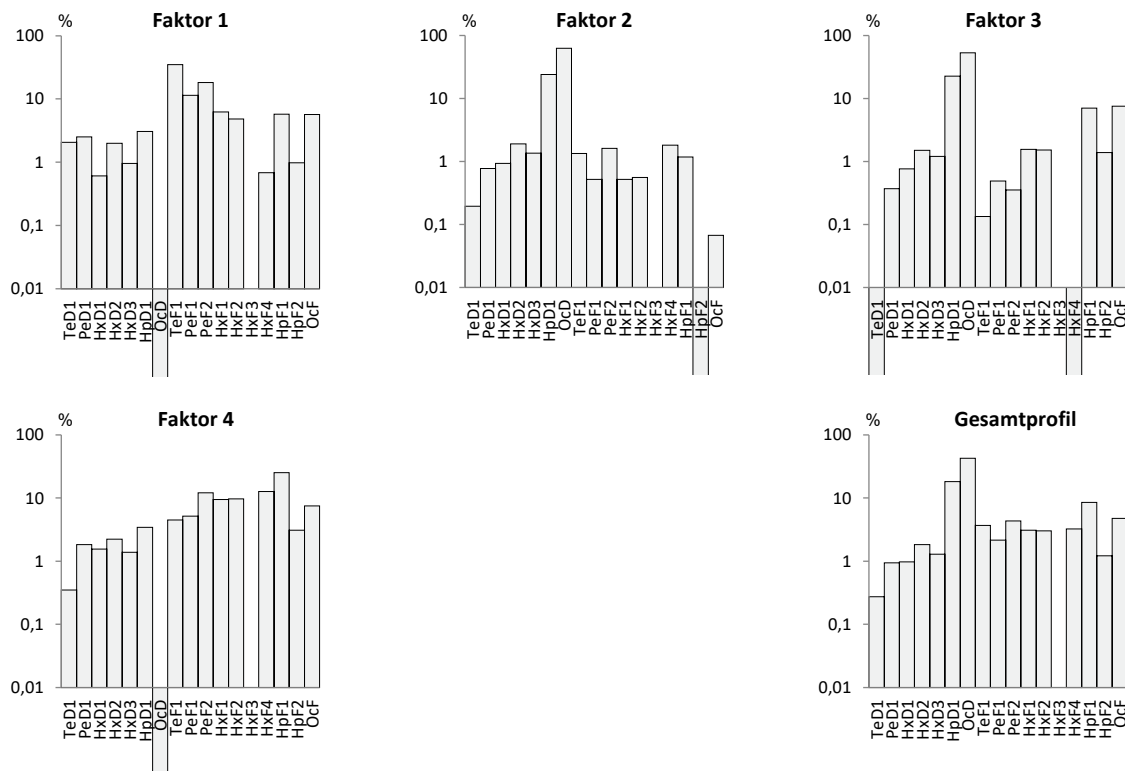 % Faktor 1
100
10
1
0,1
0,01
TeD1 PeD1 HxD1 HxD2 HxD3 HpD1 OcD TeF1 PeF1 PeF2 HxF1 HxF2 HxF3 HxF4 HpF1 HpF2 OcF
% Faktor 2
100
10
1
0,1
0,01
TeD1 PeD1 HxD1 HxD2 HxD3 HpD1 OcD TeF1 PeF1 PeF2 HxF1 HxF2 HxF3 HxF4 HpF1 HpF2 OcF
% Faktor 3
100
10
1
0,1
0,01
TeD1 PeD1 HxD1 HxD2 HxD3 HpD1 OcD TeF1 PeF1 PeF2 HxF1 HxF2 HxF3 HxF4 HpF1 HpF2 OcF
% Faktor 4
100
10
1
0,1
0,01
TeD1 PeD1 HxD1 HxD2 HxD3 HpD1 OcD TeF1 PeF1 PeF2 HxF1 HxF2 HxF3 HxF4 HpF1 HpF2 OcF
% Gesamtprofil
100
10
1
0,1
0,01
TeD1 PeD1 HxD1 HxD2 HxD3 HpD1 OcD TeF1 PeF1 PeF2 HxF1 HxF2 HxF3 HxF4 HpF1 HpF2 OcF